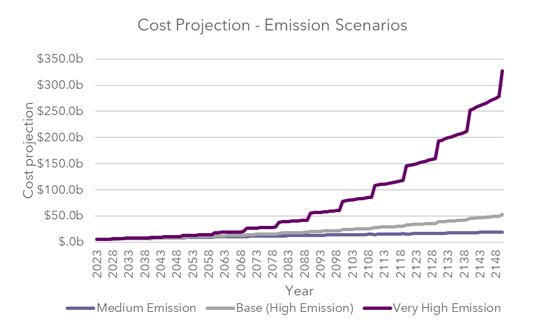 Cost Projection - Emission Scenarios
$350.0b
$300.0b
$250.0b
$200.0b
$150.0b
$100.0b
$50.0b
$.0b
Cost projection
2023
2028
2033
2038
2043
2048
2053
2058
2063
2068
2073
2078
2083
2088
2093
2098
2103
2108
2113
2118
2123
2128
2133
2138
2143
2148
Year
Medium Emission
Base (High Emission)
Very High Emission